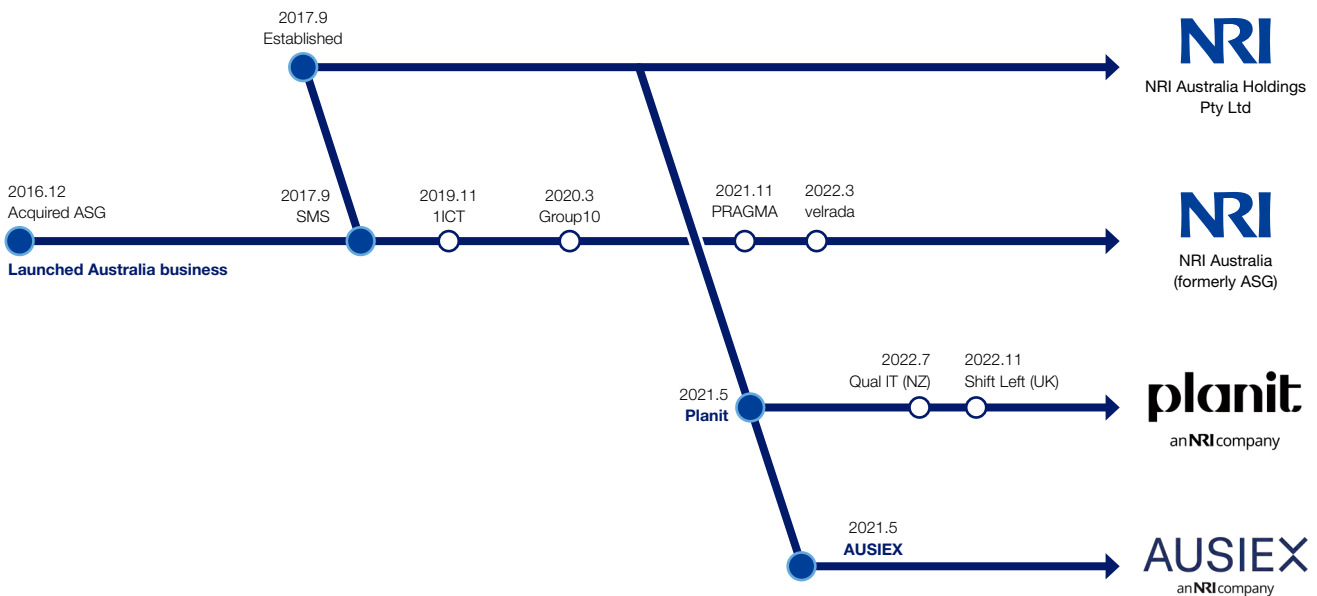 2017.9
Established
NRI
NRI Australia Holdings
Pty Ltd
2016.12
Acquired ASG
Launched Australia business
2017.9
SMS
2019.11
1ICT
2020.3
Group10
2021.11
PRAGMA
2022.3
velrada
NRI
NRI Australia
(formerly ASG)
2021.5
Planit
2022.7
Qual IT (NZ)
2022.11
Shift Left (UK)
planit
an NRI company
2021.5
AUSIEX
AUSIEX
an NRI company